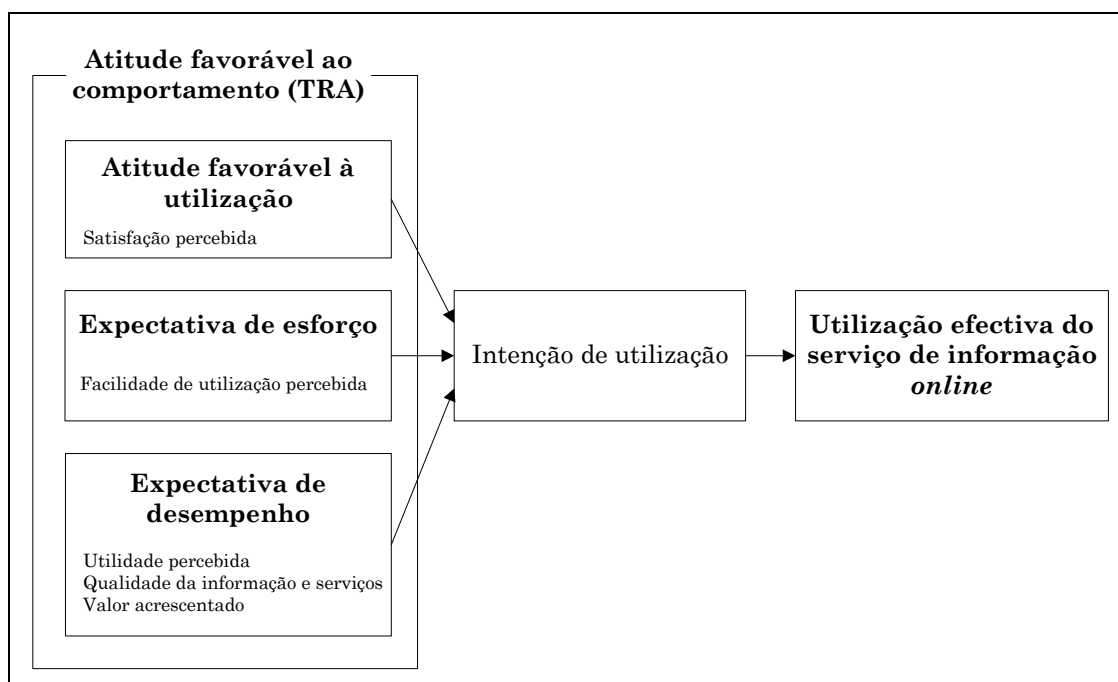 Atitude favorável ao
comportamento (TRA)
Atitude favorável à
utilização
Satisfação percebida
Expectativa de esforço
Facilidade de utilização percebida
Expectativa de
desempenho
Utilidade percebida
Qualidade da informação e serviços
Valor acrescentado
Intenção de utilização
Utilização efectiva do
serviço de informação
online